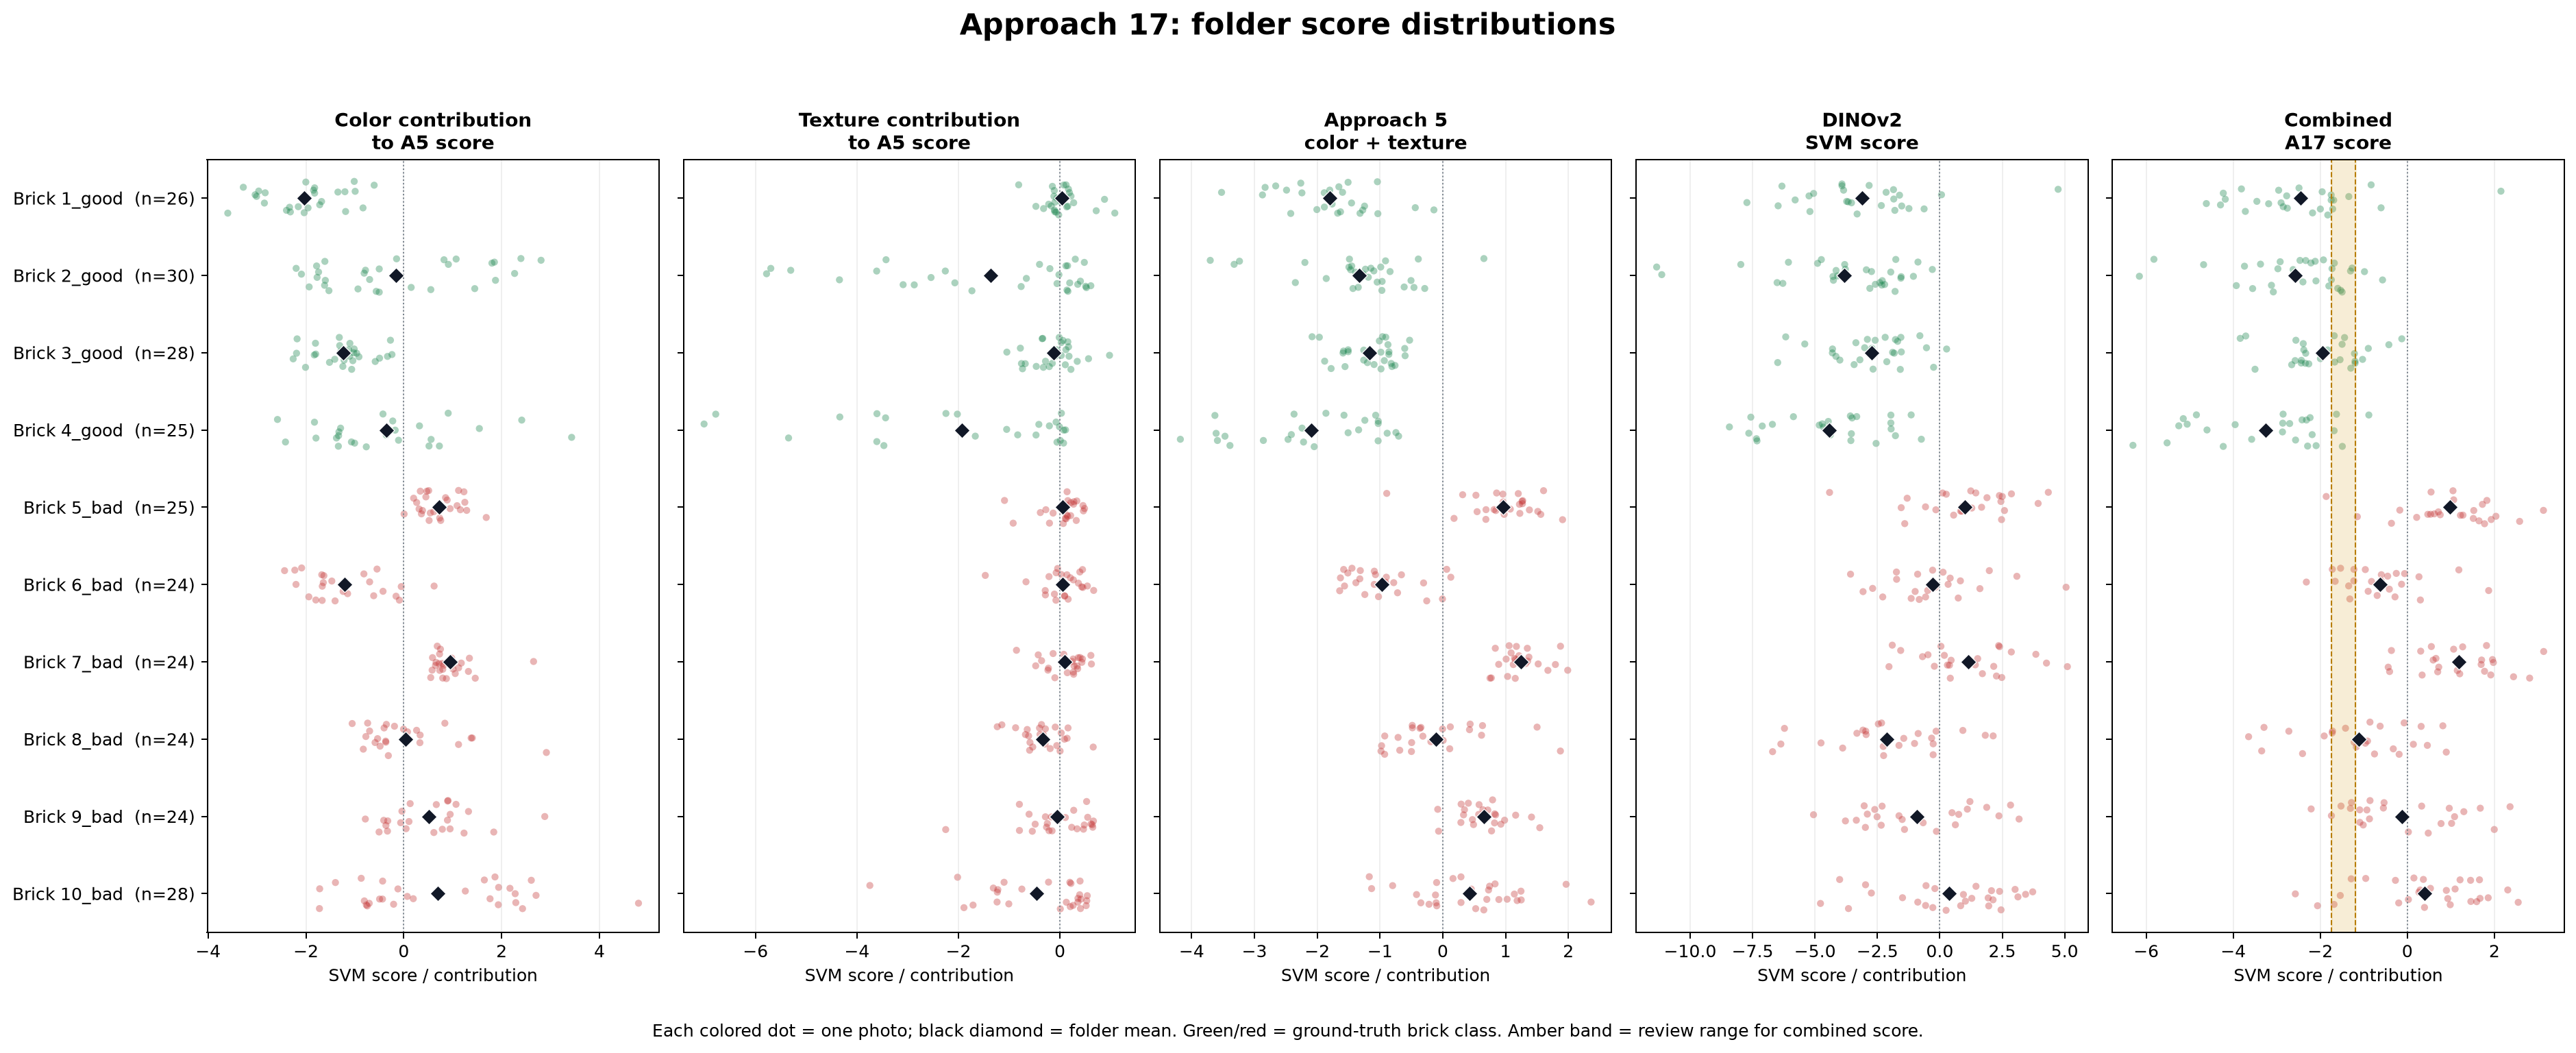 Approach 17: folder score distributions
Color contribution
to A5 score
Texture contribution
to A5 score
Approach 5
color + texture
DINOv2
SVM score
Combined
A17 score
Brick 1_good (n=26)
Brick 2_good (n=30)
Brick 3_good (n=28)
Brick 4_good (n=25)
Brick 5_bad (n=25)
Brick 6_bad (n=24)
Brick 7_bad (n=24)
Brick 8_bad (n=24)
Brick 9_bad (n=24)
Brick 10_bad (n=28)
−4 −2 0 2 4
−6 −4 −2 0
−4 −3 −2 −1 0 1 2
−10.0 −7.5 −5.0 −2.5 0.0 2.5 5.0
−6 −4 −2 0 2
SVM score / contribution
SVM score / contribution
SVM score / contribution
SVM score / contribution
SVM score / contribution
Each colored dot = one photo; black diamond = folder mean. Green/red = ground-truth brick class. Amber band = review range for combined score.